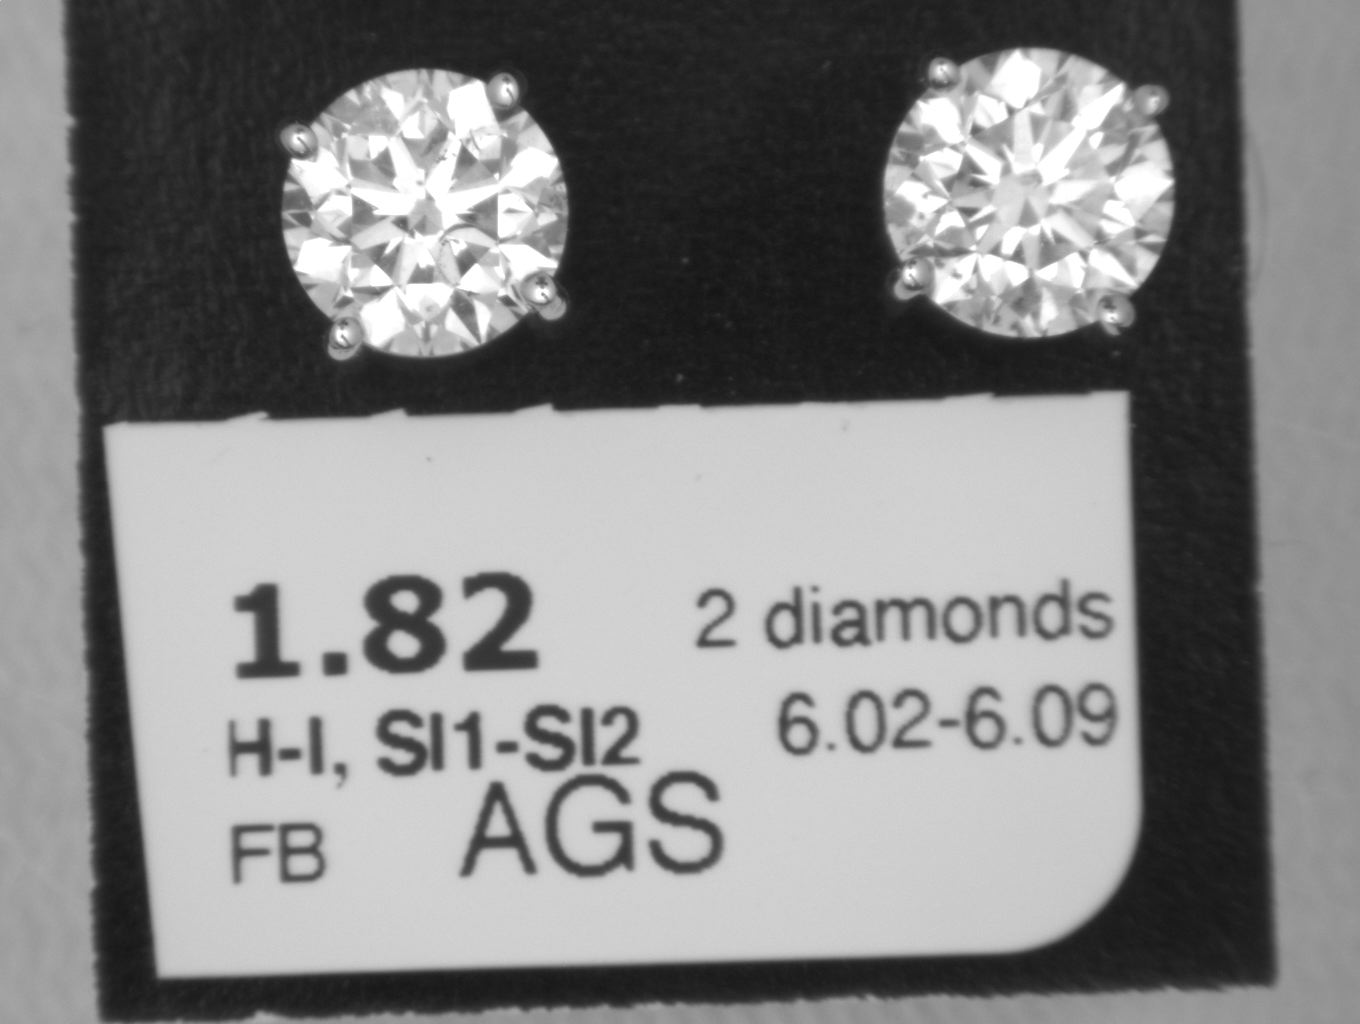 1.82 2 diamonds
H-I, SI1-SI2 6.02-6.09
FB AGS